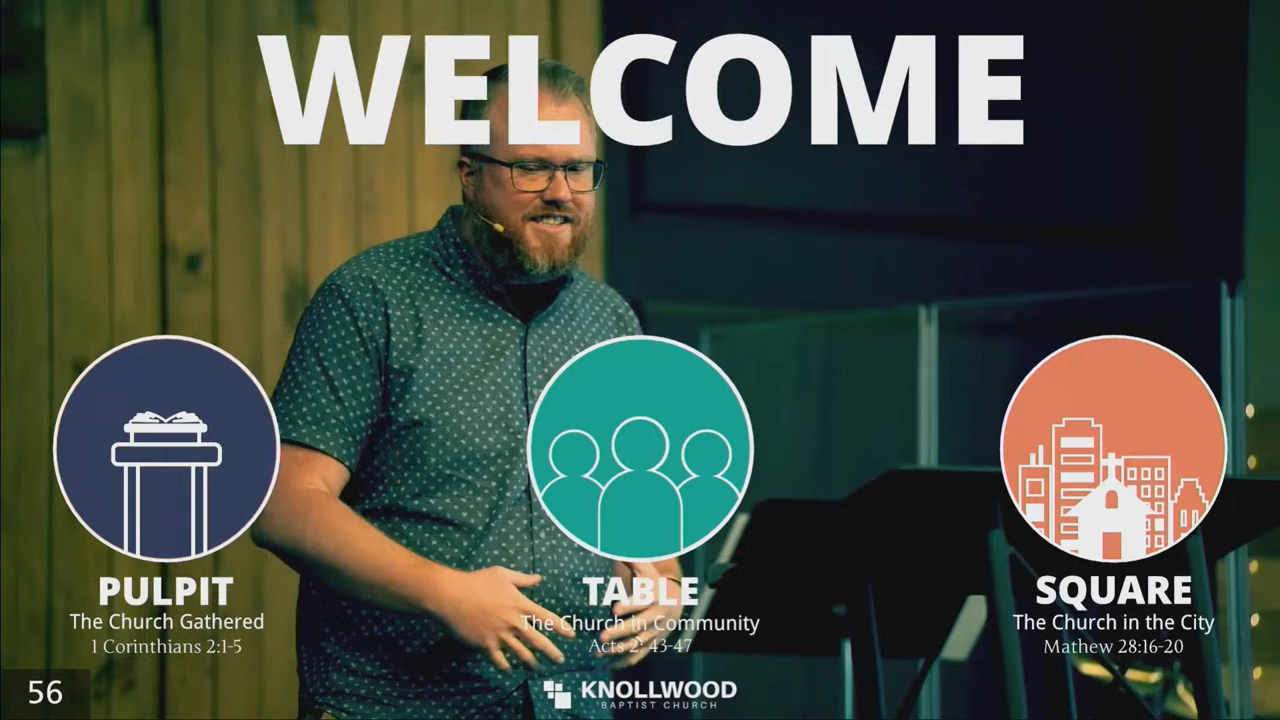 WELCOME
PULPIT
The Church Gathered
1 Corinthians 2:1-5
TABLE
The Church in Community
Acts 2: 43-47
SQUARE
The Church in the City
Mathew 28:16-20
56
KNOLLWOOD
BAPTIST CHURCH